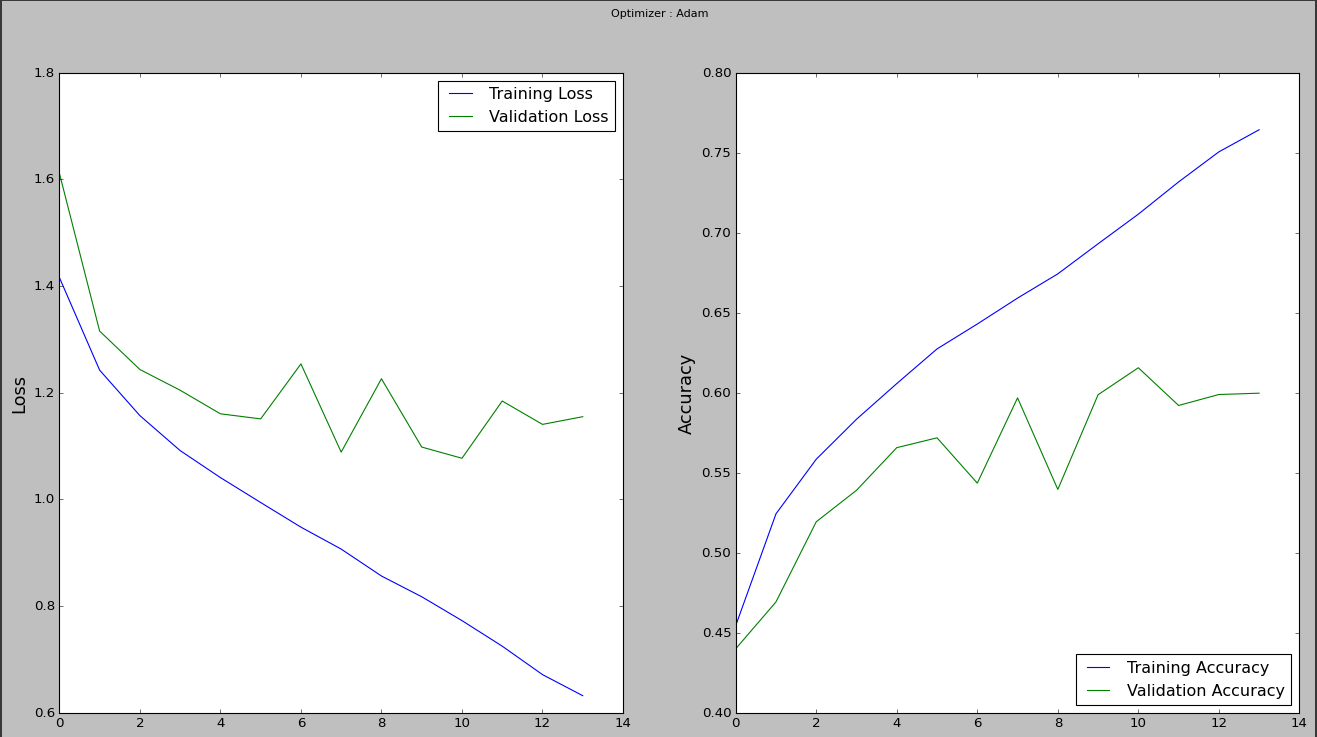 Optimizer : Adam
1.8
1.6
1.4
1.2
1.0
0.8
0.6
Loss
0 2 4 6 8 10 12 14
Training Loss
Validation Loss
0.80
0.75
0.70
0.65
0.60
0.55
0.50
0.45
0.40
Accuracy
0 2 4 6 8 10 12 14
Training Accuracy
Validation Accuracy